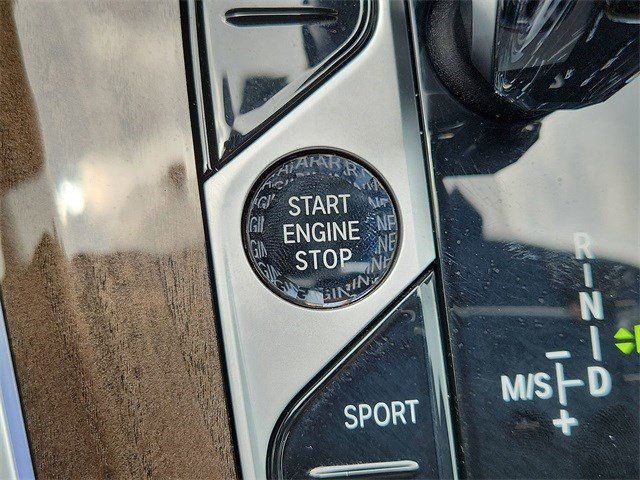 START
ENGINE
STOP
SPORT
R
N
M/S
D
+